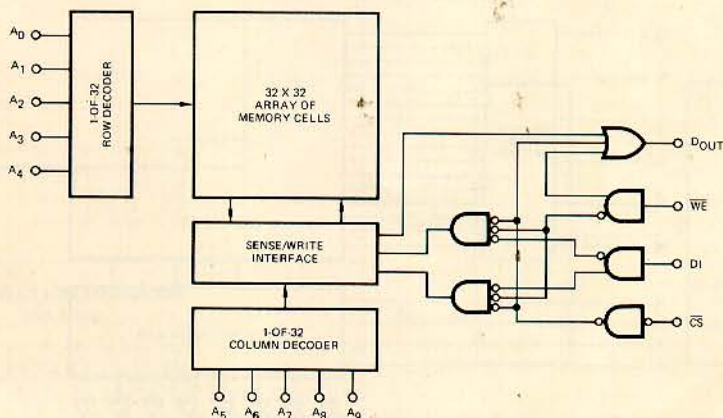 A0
A1
A2
A3
A4
1-OF-32
ROW DECODER
32 X 32
ARRAY OF
MEMORY CELLS
SENSE/WRITE
INTERFACE
1-OF-32
COLUMN DECODER
A5 A6 A7 A8 A9
DOUT
WE
DI
CS